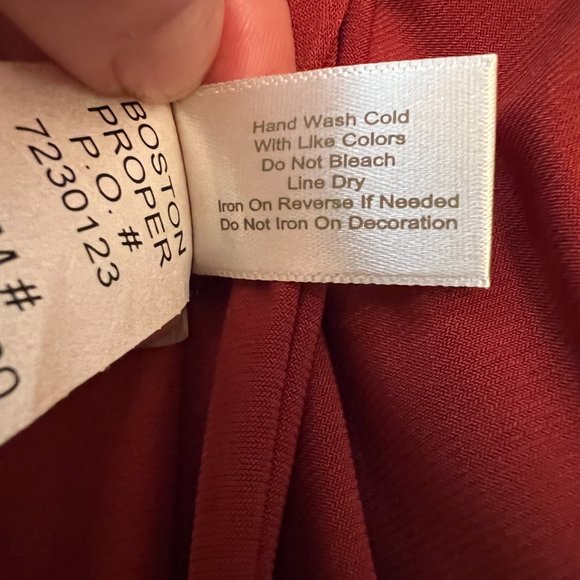 BOSTON
PROPER
P.O.#
7230123
Hand Wash Cold
With Like Colors
Do Not Bleach
Line Dry
Iron On Reverse If Needed
Do Not Iron On Decoration